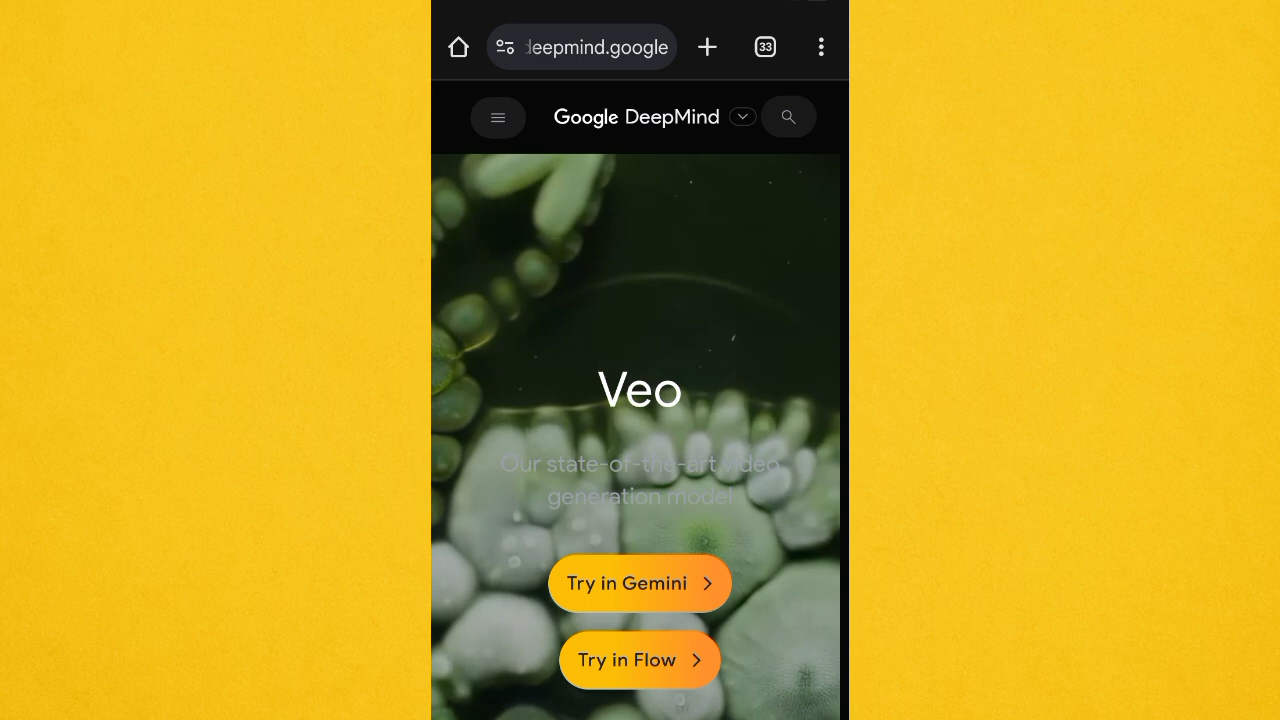 deepmind.google
33
Google DeepMind
Veo
Our state-of-the-art video
generation model
Try in Gemini
Try in Flow